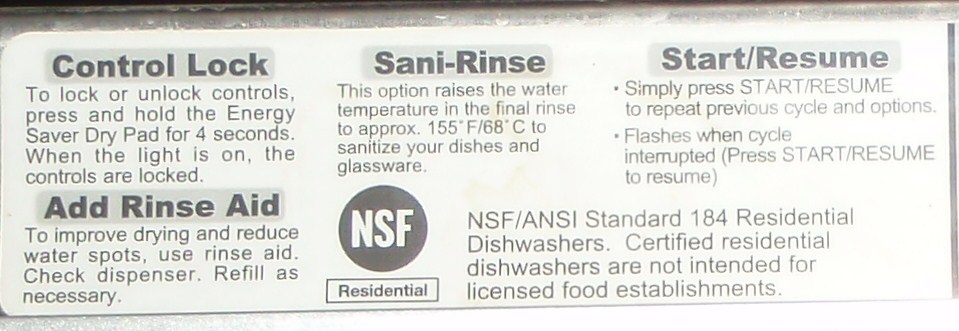 Control Lock
To lock or unlock controls,
press and hold the Energy
Saver Dry Pad for 4 seconds.
When the light is on, the
controls are locked.
Add Rinse Aid
To improve drying and reduce
water spots, use rinse aid.
Check dispenser. Refill as
necessary.
Sani-Rinse
This option raises the water
temperature in the final rinse
to approx. 155°F/68°C to
sanitize your dishes and
glassware.
NSF
Residential
Start/Resume
• Simply press START/RESUME
to repeat previous cycle and options.
• Flashes when cycle
interrupted (Press START/RESUME
to resume)
NSF/ANSI Standard 184 Residential
Dishwashers. Certified residential
dishwashers are not intended for
licensed food establishments.